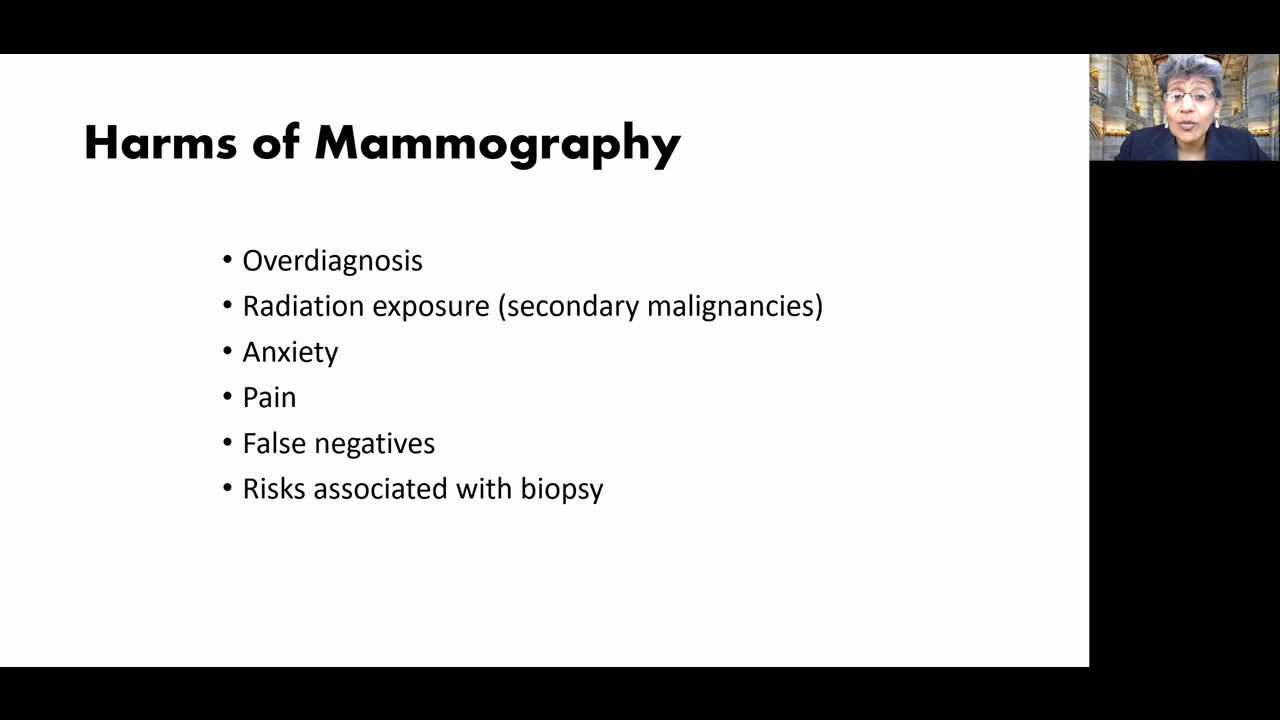 Harms of Mammography
• Overdiagnosis
• Radiation exposure (secondary malignancies)
• Anxiety
• Pain
• False negatives
• Risks associated with biopsy